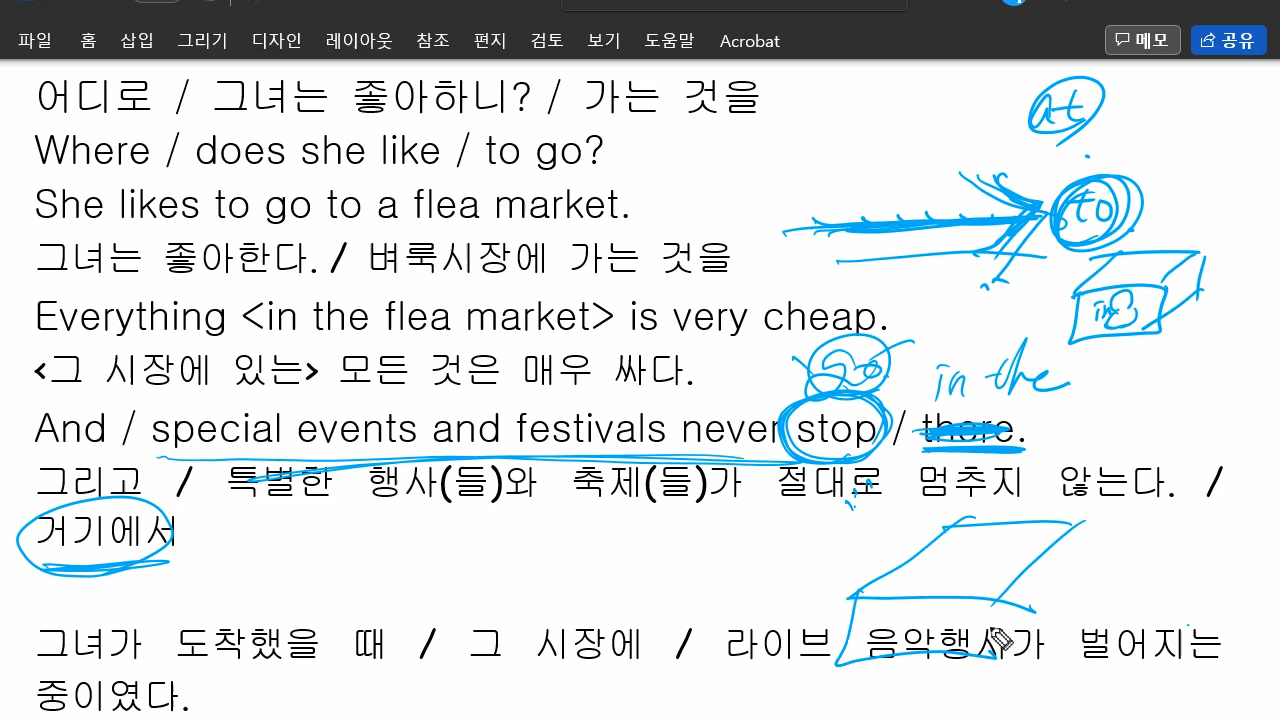 파일 홈 삽입 그리기 디자인 레이아웃 참조 편지 검토 보기 도움말 Acrobat 메모 공유
어디로 / 그녀는 좋아하니? / 가는 것을
at
Where / does she like / to go?
She likes to go to a flea market.
to
그녀는 좋아한다. / 벼룩시장에 가는 것을
Everything <in the flea market> is very cheap.
in
<그 시장에 있는> 모든 것은 매우 싸다.
go in the
And / special events and festivals never stop / there.
그리고 / 특별한 행사(들)와 축제(들)가 절대로 멈추지 않는다. /
거기에서
그녀가 도착했을 때 / 그 시장에 / 라이브 음악행사가 벌어지는
중이였다.